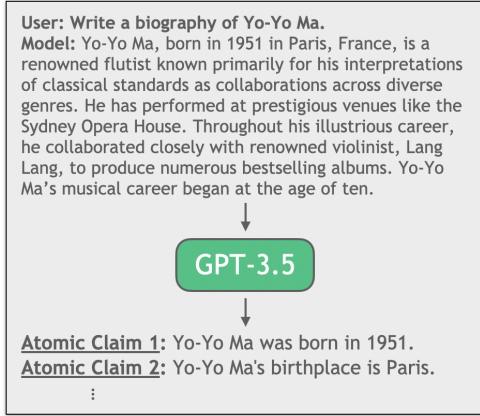 User: Write a biography of Yo-Yo Ma.
Model: Yo-Yo Ma, born in 1951 in Paris, France, is a
renowned flutist known primarily for his interpretations
of classical standards as collaborations across diverse
genres. He has performed at prestigious venues like the
Sydney Opera House. Throughout his illustrious career,
he collaborated closely with renowned violinist, Lang
Lang, to produce numerous bestselling albums. Yo-Yo
Ma’s musical career began at the age of ten.
GPT-3.5
Atomic Claim 1: Yo-Yo Ma was born in 1951.
Atomic Claim 2: Yo-Yo Ma's birthplace is Paris.
⋮